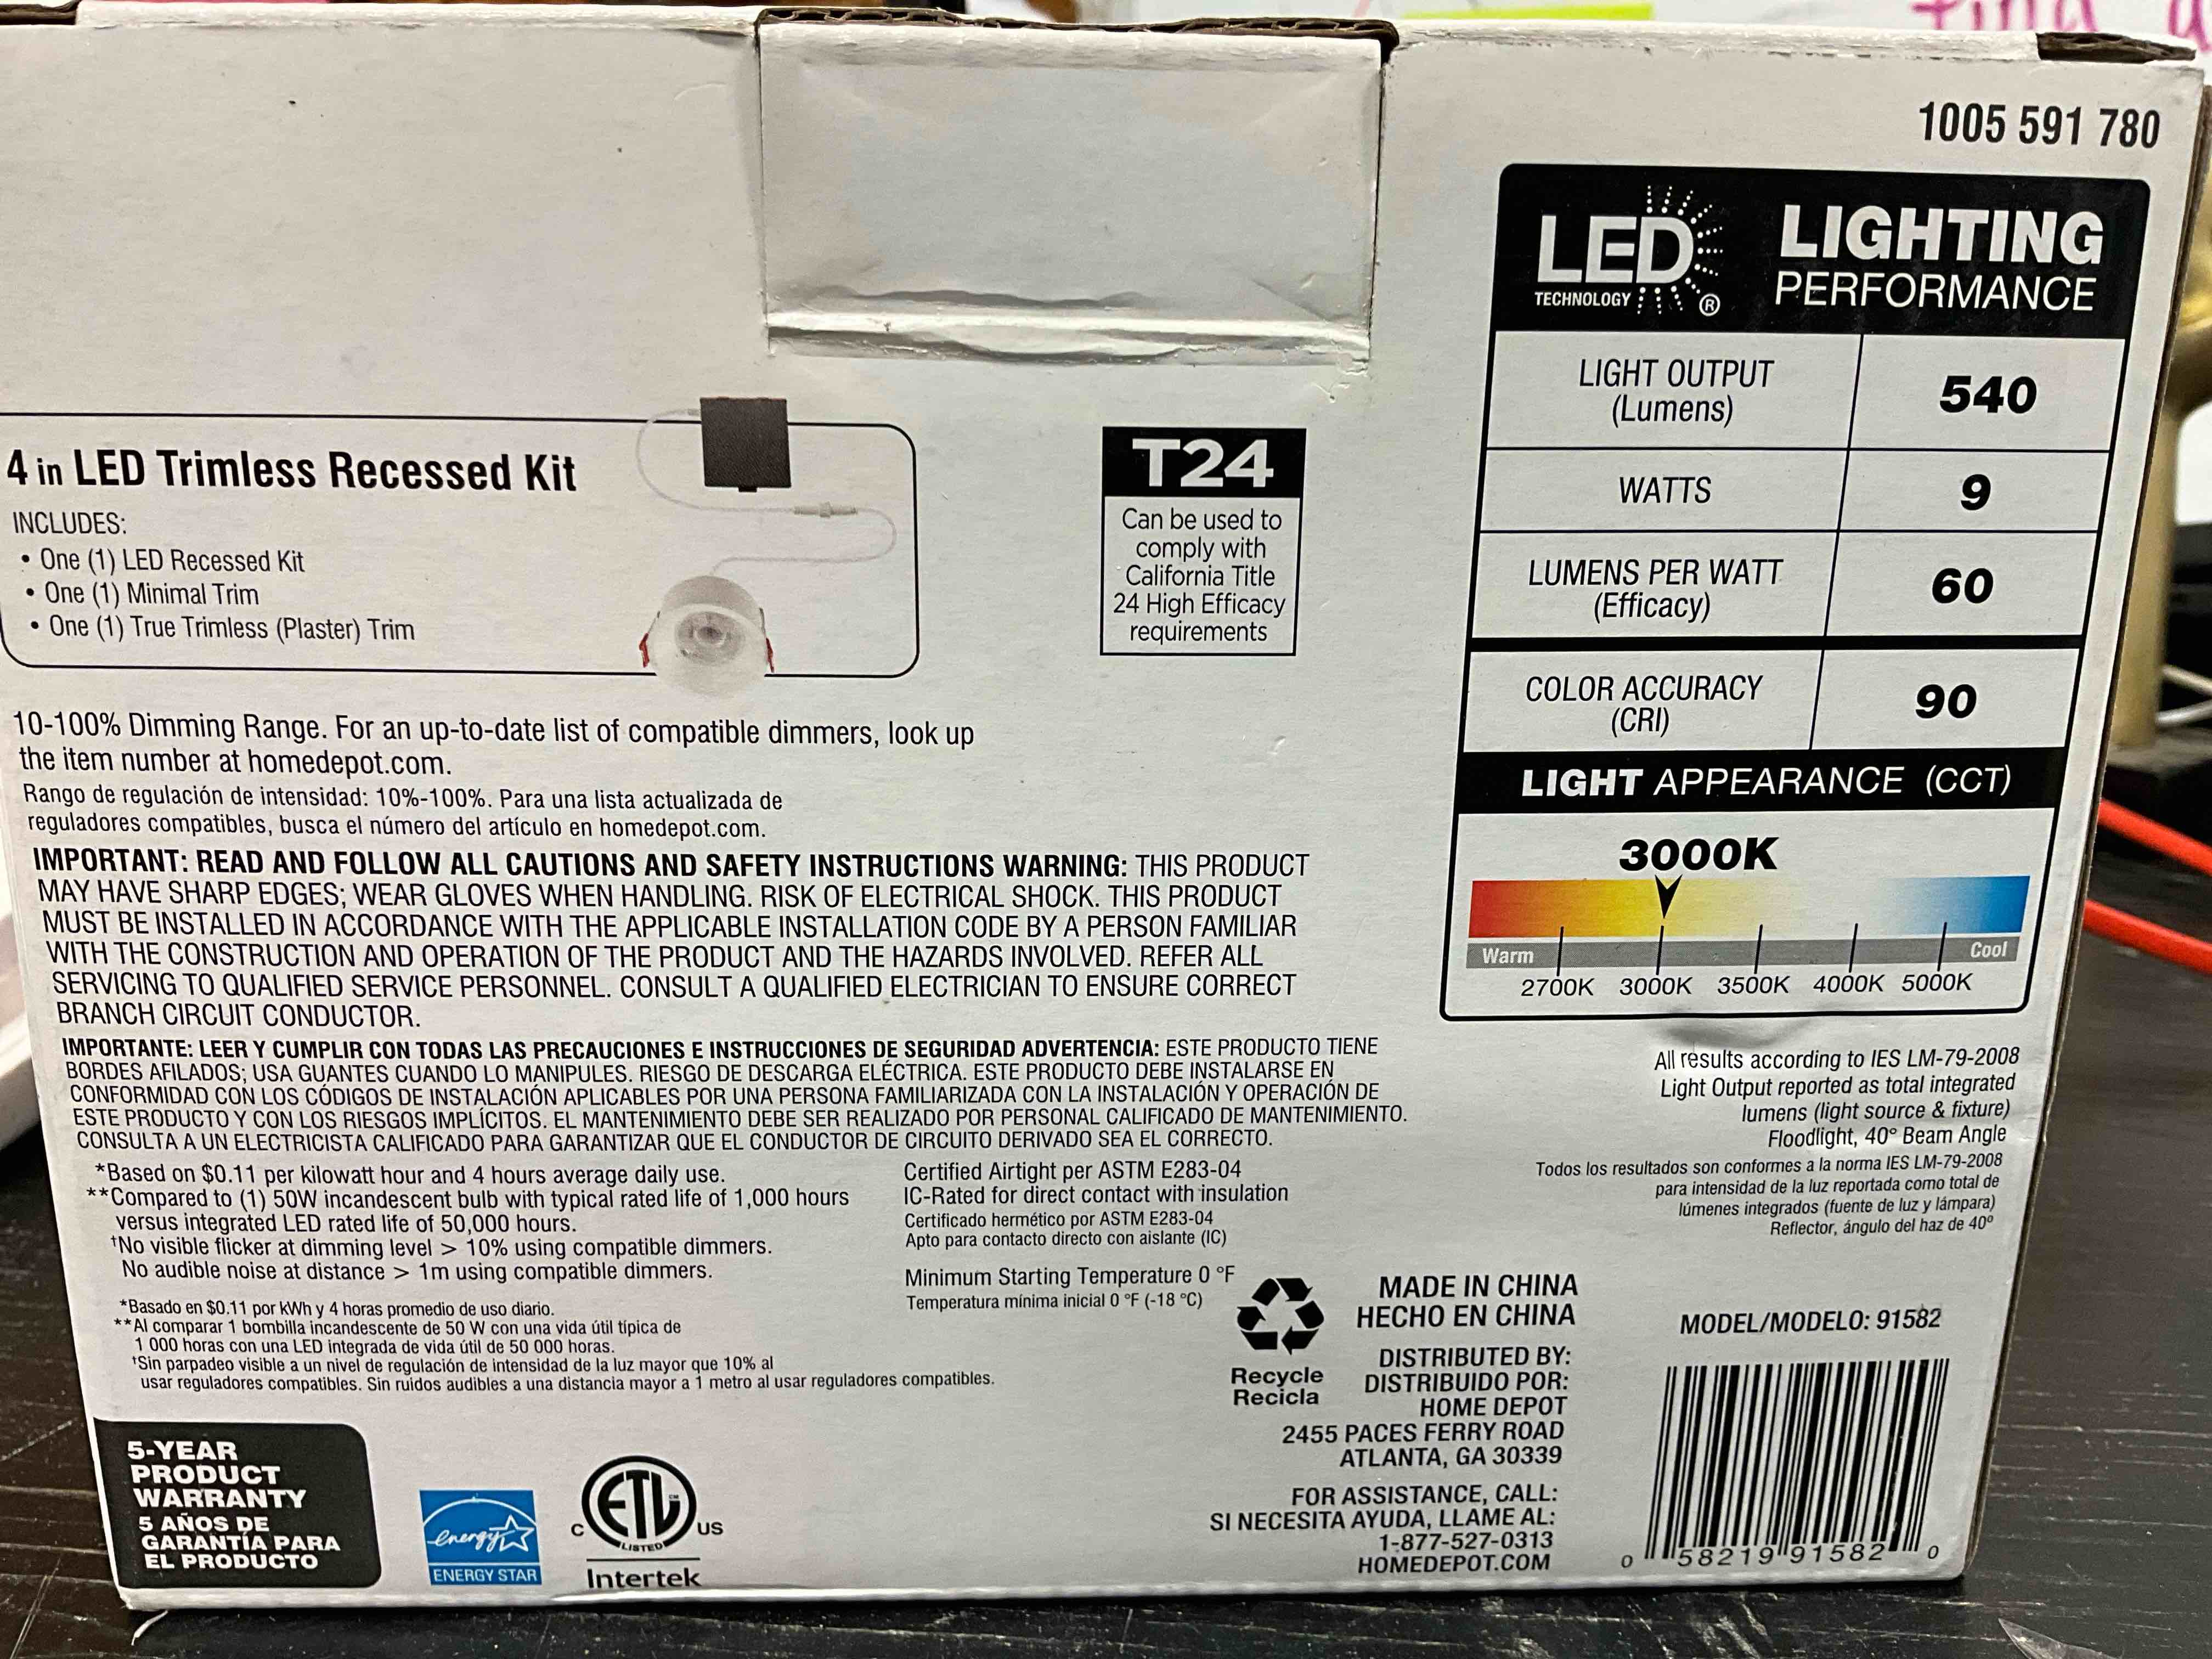 1005 591 780
LED
TECHNOLOGY ®
LIGHTING
PERFORMANCE
LIGHT OUTPUT
(Lumens)
540
WATTS
9
LUMENS PER WATT
(Efficacy)
60
COLOR ACCURACY
(CRI)
90
LIGHT APPEARANCE (CCT)
3000K
Warm
Cool
2700K 3000K 3500K 4000K 5000K
4 in LED Trimless Recessed Kit
INCLUDES:
• One (1) LED Recessed Kit
• One (1) Minimal Trim
• One (1) True Trimless (Plaster) Trim
T24
Can be used to
comply with
California Title
24 High Efficacy
requirements
10-100% Dimming Range. For an up-to-date list of compatible dimmers, look up
the item number at homedepot.com.
Rango de regulación de intensidad: 10%-100%. Para una lista actualizada de
reguladores compatibles, busca el número del artículo en homedepot.com.
IMPORTANT: READ AND FOLLOW ALL CAUTIONS AND SAFETY INSTRUCTIONS WARNING: THIS PRODUCT
MAY HAVE SHARP EDGES; WEAR GLOVES WHEN HANDLING. RISK OF ELECTRICAL SHOCK. THIS PRODUCT
MUST BE INSTALLED IN ACCORDANCE WITH THE APPLICABLE INSTALLATION CODE BY A PERSON FAMILIAR
WITH THE CONSTRUCTION AND OPERATION OF THE PRODUCT AND THE HAZARDS INVOLVED. REFER ALL
SERVICING TO QUALIFIED SERVICE PERSONNEL. CONSULT A QUALIFIED ELECTRICIAN TO ENSURE CORRECT
BRANCH CIRCUIT CONDUCTOR.
IMPORTANTE: LEER Y CUMPLIR CON TODAS LAS PRECAUCIONES E INSTRUCCIONES DE SEGURIDAD ADVERTENCIA: ESTE PRODUCTO TIENE
BORDES AFILADOS; USA GUANTES CUANDO LO MANIPULES. RIESGO DE DESCARGA ELÉCTRICA. ESTE PRODUCTO DEBE INSTALARSE EN
CONFORMIDAD CON LOS CÓDIGOS DE INSTALACIÓN APLICABLES POR UNA PERSONA FAMILIARIZADA CON LA INSTALACIÓN Y OPERACIÓN DE
ESTE PRODUCTO Y CON LOS RIESGOS IMPLÍCITOS. EL MANTENIMIENTO DEBE SER REALIZADO POR PERSONAL CALIFICADO DE MANTENIMIENTO.
CONSULTA A UN ELECTRICISTA CALIFICADO PARA GARANTIZAR QUE EL CONDUCTOR DE CIRCUITO DERIVADO SEA EL CORRECTO.
*Based on $0.11 per kilowatt hour and 4 hours average daily use.
**Compared to (1) 50W incandescent bulb with typical rated life of 1,000 hours
versus integrated LED rated life of 50,000 hours.
†No visible flicker at dimming level > 10% using compatible dimmers.
No audible noise at distance > 1m using compatible dimmers.
*Basado en $0.11 por kWh y 4 horas promedio de uso diario.
**Al comparar 1 bombilla incandescente de 50 W con una vida útil típica de
1 000 horas con una LED integrada de vida útil de 50 000 horas.
†Sin parpadeo visible a un nivel de regulación de intensidad de la luz mayor que 10% al
usar reguladores compatibles. Sin ruidos audibles a una distancia mayor a 1 metro al usar reguladores compatibles.
Certified Airtight per ASTM E283-04
IC-Rated for direct contact with insulation
Certificado hermético por ASTM E283-04
Apto para contacto directo con aislante (IC)
Minimum Starting Temperature 0 °F
Temperatura mínima inicial 0 °F (-18 °C)
All results according to IES LM-79-2008
Light Output reported as total integrated
lumens (light source & fixture)
Floodlight, 40° Beam Angle
Todos los resultados son conformes a la norma IES LM-79-2008
para intensidad de la luz reportada como total de
lúmenes integrados (fuente de luz y lámpara)
Reflector, ángulo del haz de 40º
Recycle
Recicla
MADE IN CHINA
HECHO EN CHINA
DISTRIBUTED BY:
DISTRIBUIDO POR:
HOME DEPOT
2455 PACES FERRY ROAD
ATLANTA, GA 30339
FOR ASSISTANCE, CALL:
SI NECESITA AYUDA, LLAME AL:
1-877-527-0313
HOMEDEPOT.COM
MODEL/MODELO: 91582
0 58219 91582 0
5-YEAR
PRODUCT
WARRANTY
5 AÑOS DE
GARANTÍA PARA
EL PRODUCTO
energy
ENERGY STAR
ETL
CM
LISTED
C US
Intertek